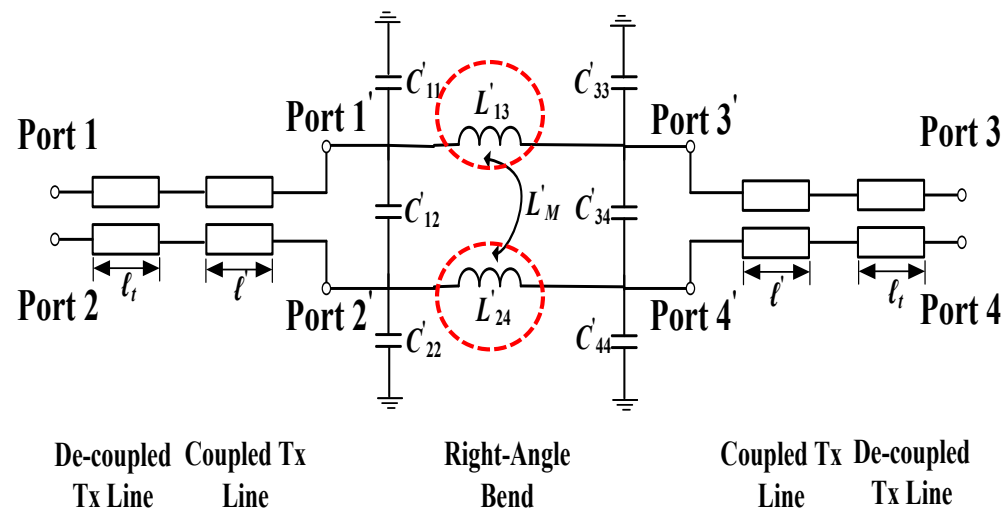 C'11
C'33
L'13
Port 1
Port 1'
Port 3'
Port 3
C'12
L'M
C'34
ℓt
ℓ'
ℓ'
ℓt
Port 2
Port 2'
L'24
Port 4'
Port 4
C'22
C'44
De-coupled Tx Line
Coupled Tx Line
Right-Angle Bend
Coupled Tx Line
De-coupled Tx Line